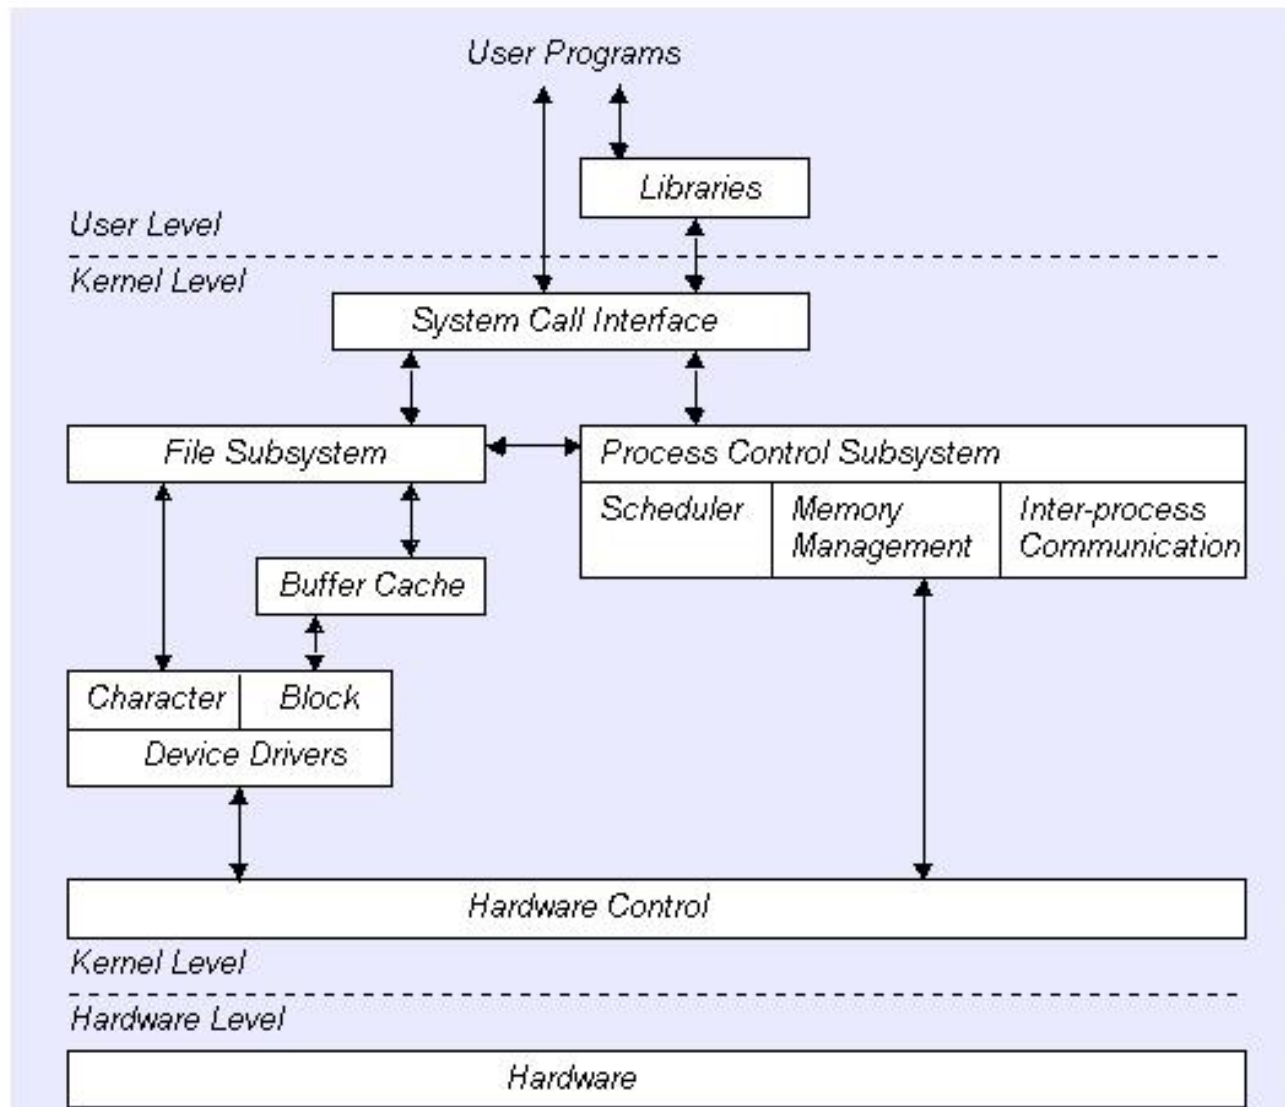 User Programs
Libraries
User Level
Kernel Level
System Call Interface
File Subsystem
Process Control Subsystem
Scheduler
Memory
Management
Inter-process
Communication
Buffer Cache
Character
Block
Device Drivers
Hardware Control
Kernel Level
Hardware Level
Hardware